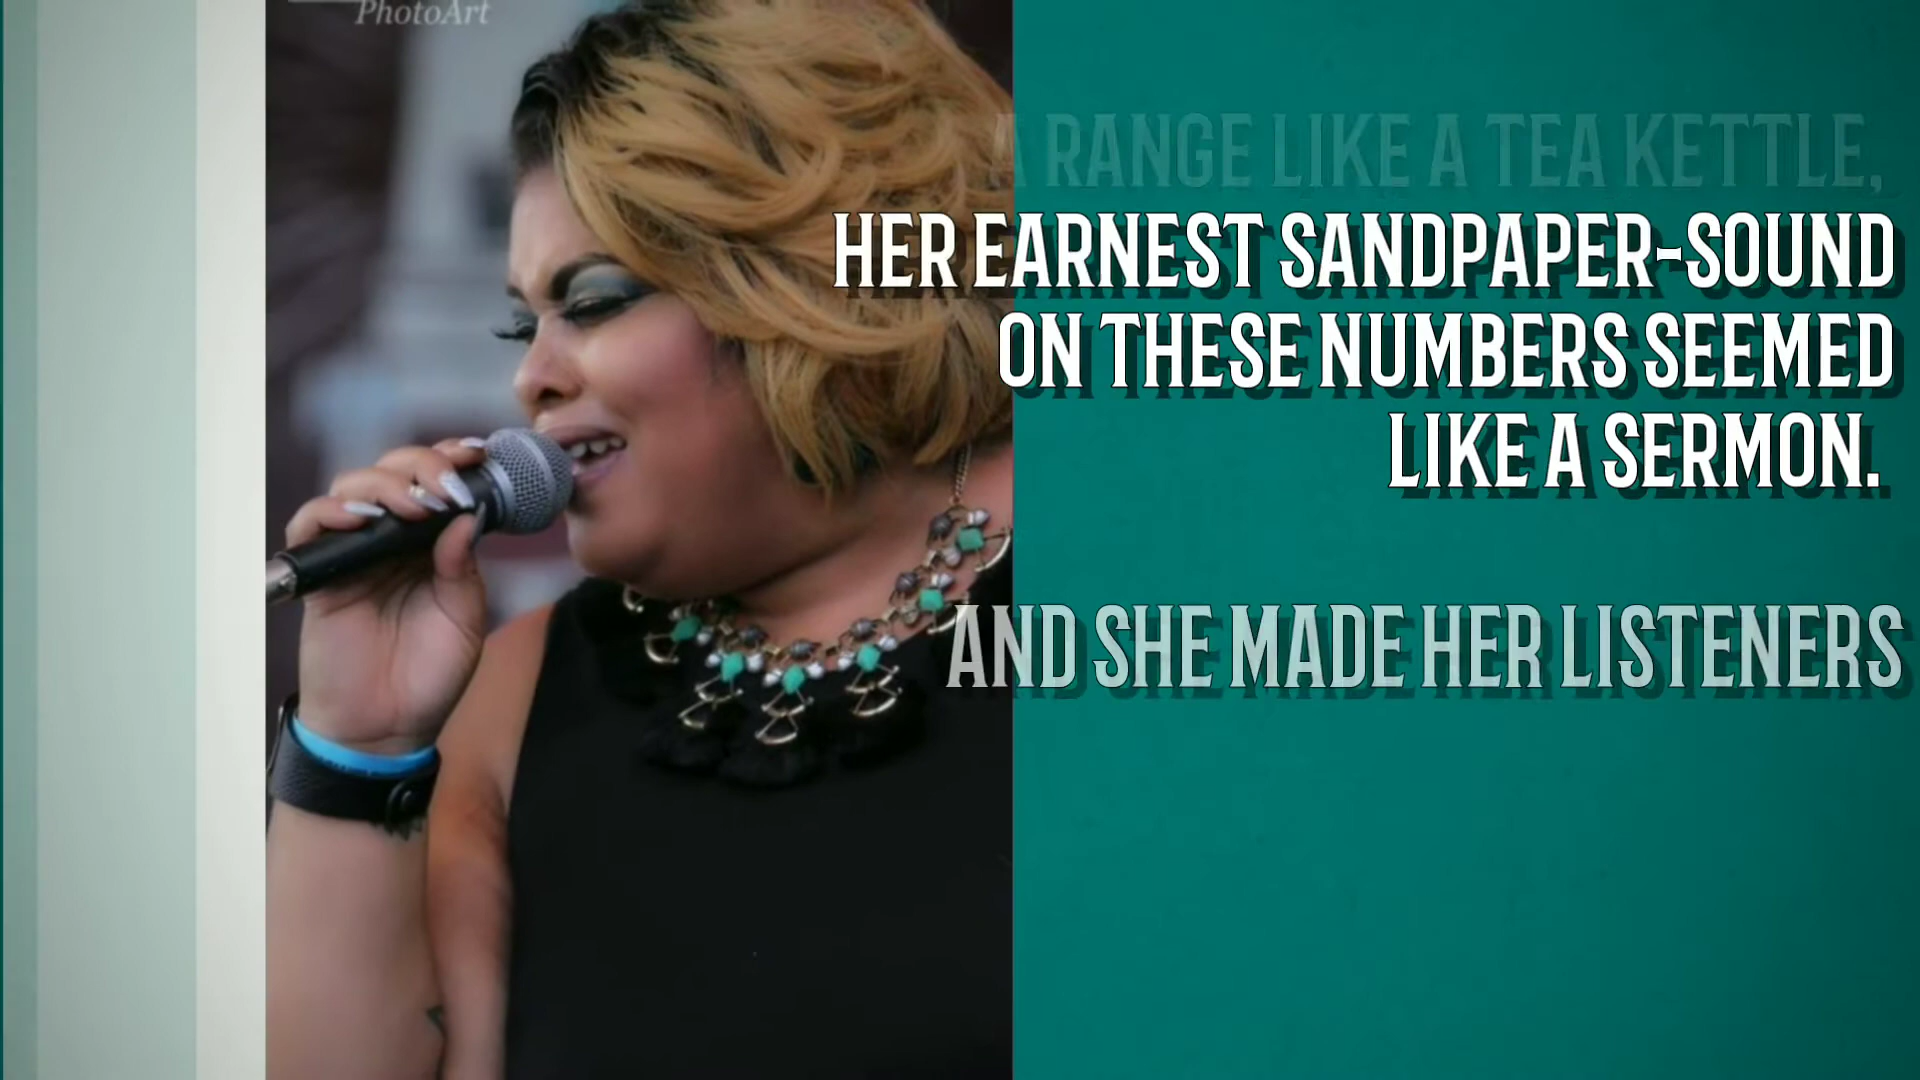 PhotoArt
A RANGE LIKE A TEA KETTLE,
HER EARNEST SANDPAPER-SOUND
ON THESE NUMBERS SEEMED
LIKE A SERMON.
AND SHE MADE HER LISTENERS